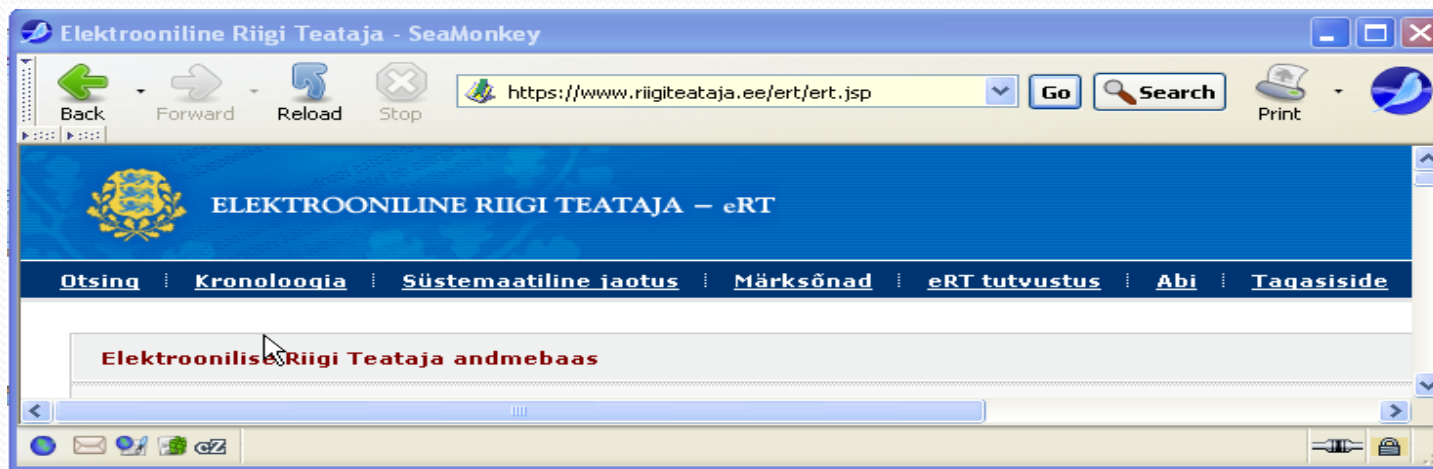 Elektrooniline Riigi Teataja - SeaMonkey
Back Forward Reload Stop https://www.riigiteataja.ee/ert/ert.jsp Go Search Print
ELEKTROONILINE RIIGI TEATAJA – eRT
Otsing Kronoloogia Süstemaatiline jaotus Märksõnad eRT tutvustus Abi Tagasiside
Elektroonilise Riigi Teataja andmebaas